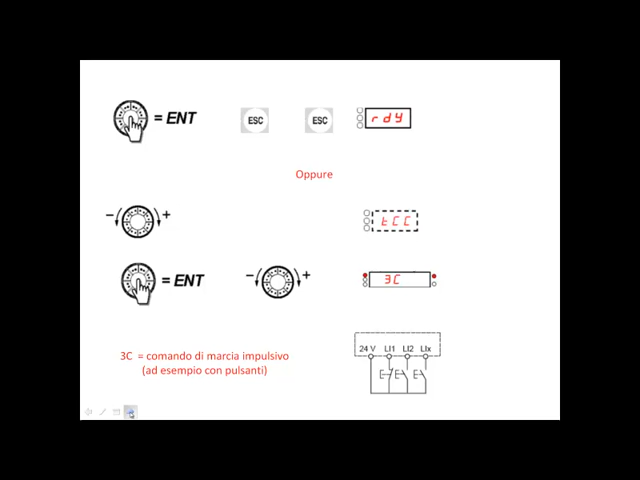 = ENT ESC ESC rdY
Oppure
− + tCC
= ENT − + 3C
24 V LI1 LI2 LIx
3C = comando di marcia impulsivo
(ad esempio con pulsanti)